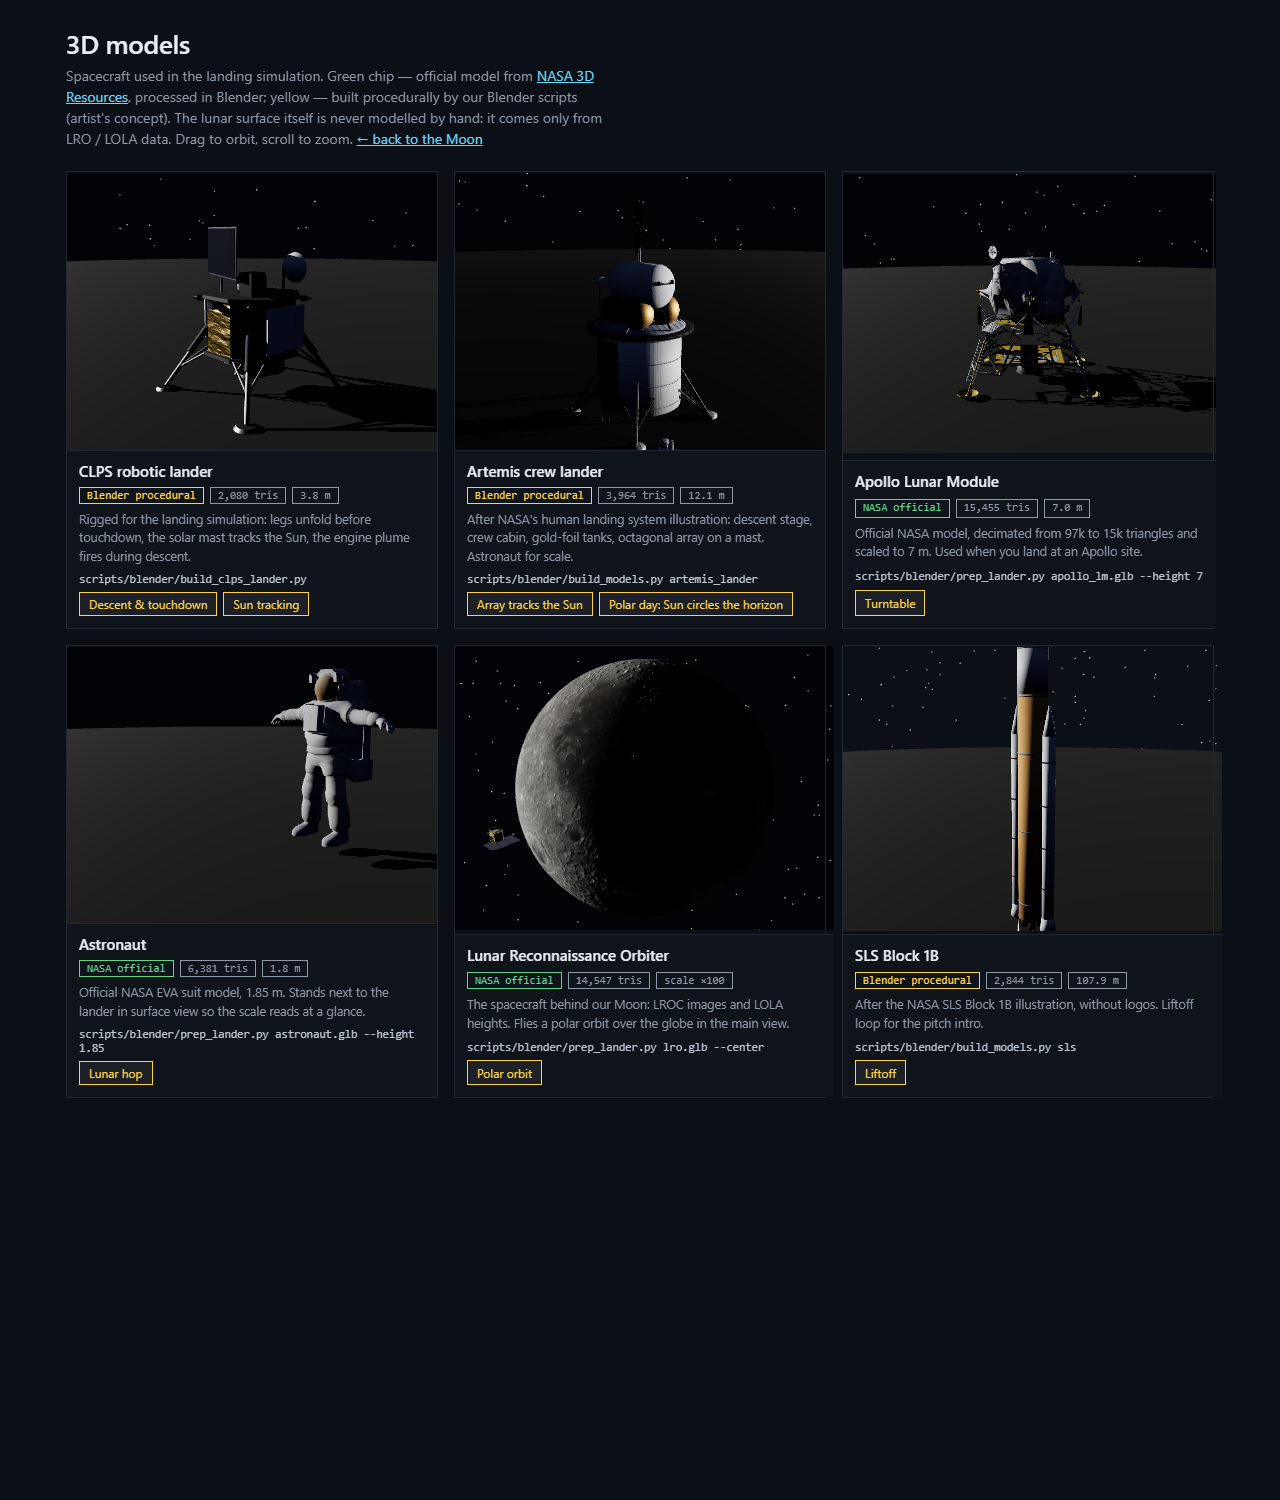 3D models
Spacecraft used in the landing simulation. Green chip — official model from NASA 3D
Resources, processed in Blender; yellow — built procedurally by our Blender scripts
(artist's concept). The lunar surface itself is never modelled by hand: it comes only from
LRO / LOLA data. Drag to orbit, scroll to zoom. ← back to the Moon
CLPS robotic lander
Blender procedural 2,080 tris 3.8 m
Rigged for the landing simulation: legs unfold before
touchdown, the solar mast tracks the Sun, the engine plume
fires during descent.
scripts/blender/build_clps_lander.py
Descent & touchdown Sun tracking
Artemis crew lander
Blender procedural 3,964 tris 12.1 m
After NASA's human landing system illustration: descent stage,
crew cabin, gold-foil tanks, octagonal array on a mast.
Astronaut for scale.
scripts/blender/build_models.py artemis_lander
Array tracks the Sun Polar day: Sun circles the horizon
Apollo Lunar Module
NASA official 15,455 tris 7.0 m
Official NASA model, decimated from 97k to 15k triangles and
scaled to 7 m. Used when you land at an Apollo site.
scripts/blender/prep_lander.py apollo_lm.glb --height 7
Turntable
Astronaut
NASA official 6,381 tris 1.8 m
Official NASA EVA suit model, 1.85 m. Stands next to the
lander in surface view so the scale reads at a glance.
scripts/blender/prep_lander.py astronaut.glb --height
1.85
Lunar hop
Lunar Reconnaissance Orbiter
NASA official 14,547 tris scale ×100
The spacecraft behind our Moon: LROC images and LOLA
heights. Flies a polar orbit over the globe in the main view.
scripts/blender/prep_lander.py lro.glb --center
Polar orbit
SLS Block 1B
Blender procedural 2,844 tris 107.9 m
After the NASA SLS Block 1B illustration, without logos. Liftoff
loop for the pitch intro.
scripts/blender/build_models.py sls
Liftoff